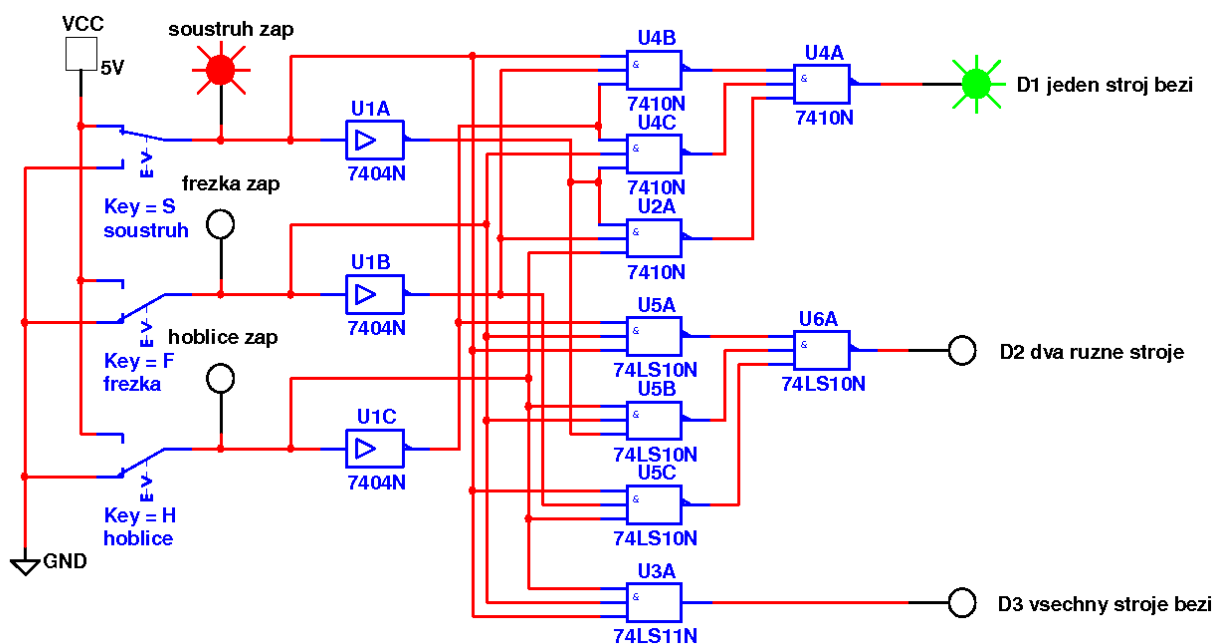 VCC
5V
soustruh zap
Key = S
soustruh
U1A
7404N
frezka zap
Key = F
frezka
U1B
7404N
hoblice zap
Key = H
hoblice
U1C
7404N
GND
U4B
&
7410N
U4C
&
7410N
U2A
&
7410N
U4A
&
7410N
D1 jeden stroj bezi
U5A
&
74LS10N
U5B
&
74LS10N
U5C
&
74LS10N
U6A
&
74LS10N
D2 dva ruzne stroje
U3A
&
74LS11N
D3 vsechny stroje bezi